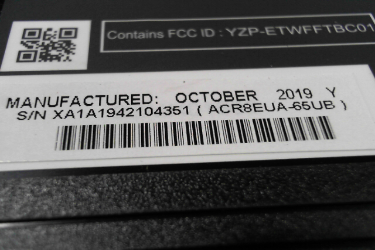 Contains FCC ID : YZP-ETWFFTBC01
MANUFACTURED: OCTOBER 2019 Y
S/N XA1A1942104351 ( ACR8EUA-65UB )